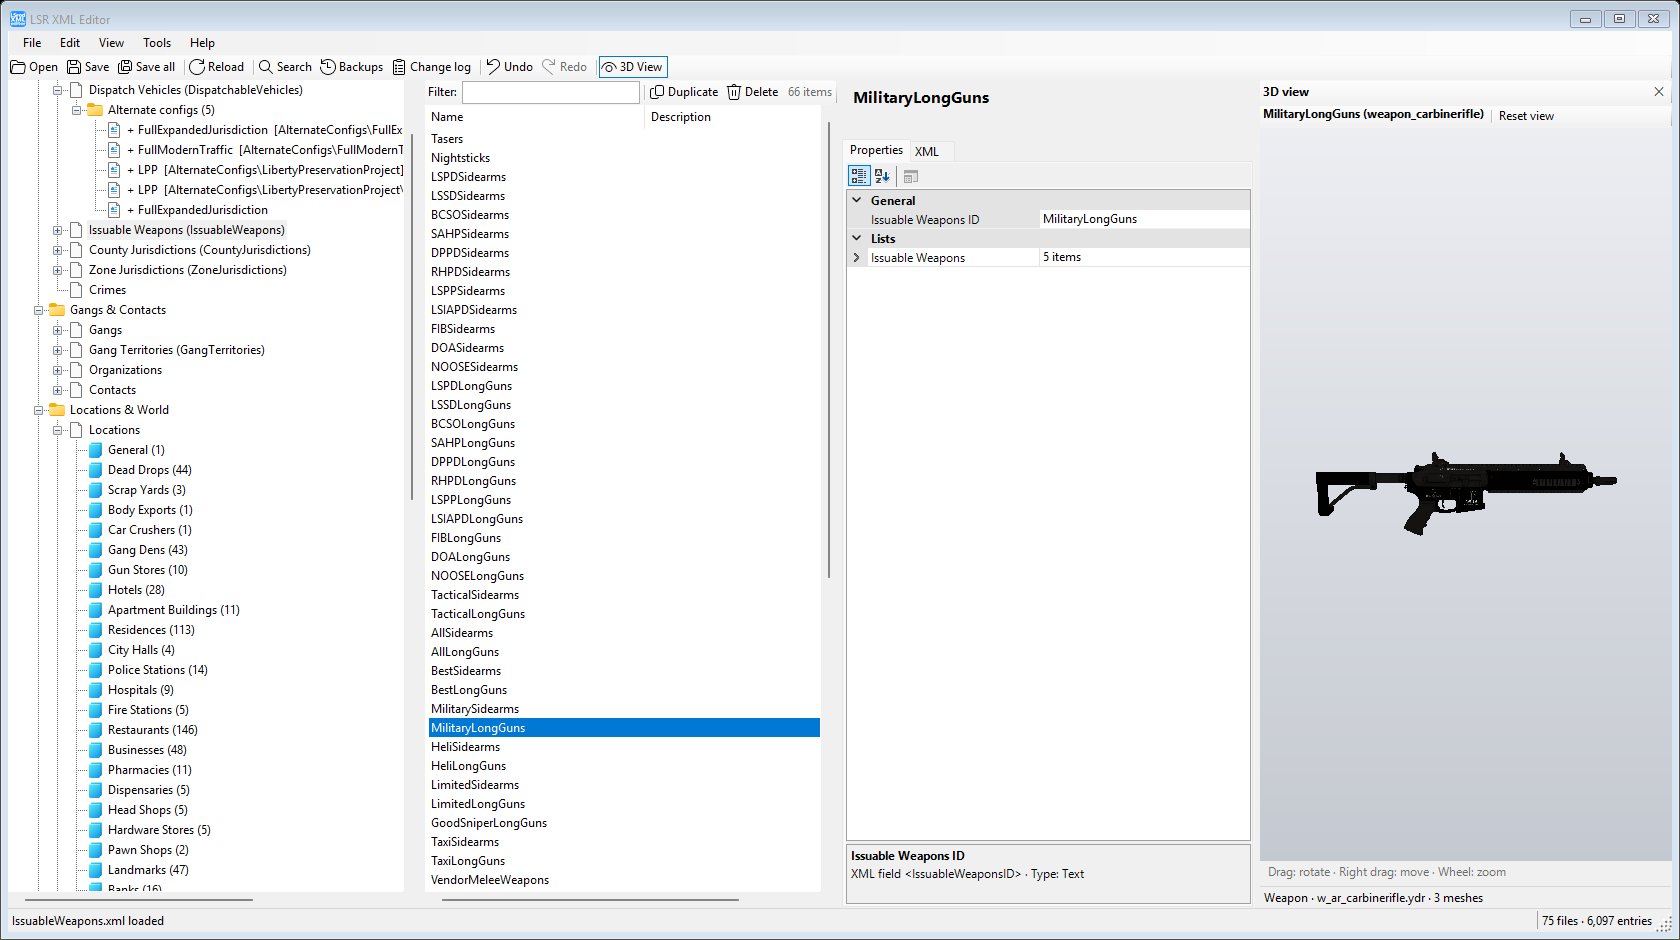 LSR XML Editor
File Edit View Tools Help
Open Save Save all Reload Search Backups Change log Undo Redo 3D View
Dispatch Vehicles (DispatchableVehicles)
Alternate configs (5)
+ FullExpandedJurisdiction [AlternateConfigs\FullEx
+ FullModernTraffic [AlternateConfigs\FullModernT
+ LPP [AlternateConfigs\LibertyPreservationProject]
+ LPP [AlternateConfigs\LibertyPreservationProject\
+ FullExpandedJurisdiction
Issuable Weapons (IssuableWeapons)
County Jurisdictions (CountyJurisdictions)
Zone Jurisdictions (ZoneJurisdictions)
Crimes
Gangs & Contacts
Gangs
Gang Territories (GangTerritories)
Organizations
Contacts
Locations & World
Locations
General (1)
Dead Drops (44)
Scrap Yards (3)
Body Exports (1)
Car Crushers (1)
Gang Dens (43)
Gun Stores (10)
Hotels (28)
Apartment Buildings (11)
Residences (113)
City Halls (4)
Police Stations (14)
Hospitals (9)
Fire Stations (5)
Restaurants (146)
Businesses (48)
Pharmacies (11)
Dispensaries (5)
Head Shops (5)
Hardware Stores (5)
Pawn Shops (2)
Landmarks (47)
Banks (16)
Filter: Duplicate Delete 66 items
Name Description
Tasers
Nightsticks
LSPDSidearms
LSSDSidearms
BCSOSidearms
SAHPSidearms
DPPDSidearms
RHPDSidearms
LSPPSidearms
LSIAPDSidearms
FIBSidearms
DOASidearms
NOOSESidearms
LSPDLongGuns
LSSDLongGuns
BCSOLongGuns
SAHPLongGuns
DPPDLongGuns
RHPDLongGuns
LSPPLongGuns
LSIAPDLongGuns
FIBLongGuns
DOALongGuns
NOOSELongGuns
TacticalSidearms
TacticalLongGuns
AllSidearms
AllLongGuns
BestSidearms
BestLongGuns
MilitarySidearms
MilitaryLongGuns
HeliSidearms
HeliLongGuns
LimitedSidearms
LimitedLongGuns
GoodSniperLongGuns
TaxiSidearms
TaxiLongGuns
VendorMeleeWeapons
MilitaryLongGuns
Properties XML
General
Issuable Weapons ID MilitaryLongGuns
Lists
Issuable Weapons 5 items
Issuable Weapons ID
XML field <IssuableWeaponsID> · Type: Text
3D view
MilitaryLongGuns (weapon_carbinerifle) Reset view
Drag: rotate · Right drag: move · Wheel: zoom
Weapon · w_ar_carbinerifle.ydr · 3 meshes
IssuableWeapons.xml loaded
75 files · 6,097 entries